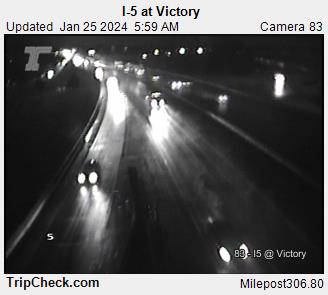 I-5 at Victory
Updated Jan 25 2024 5:59 AM Camera 83
T
S
83 - I5 @ Victory
TripCheck.com Milepost306.80